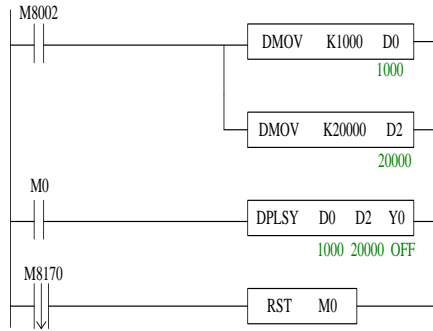 M8002
DMOV K1000 D0
1000
DMOV K20000 D2
20000
M0
DPLSY D0 D2 Y0
1000 20000 OFF
M8170
RST M0